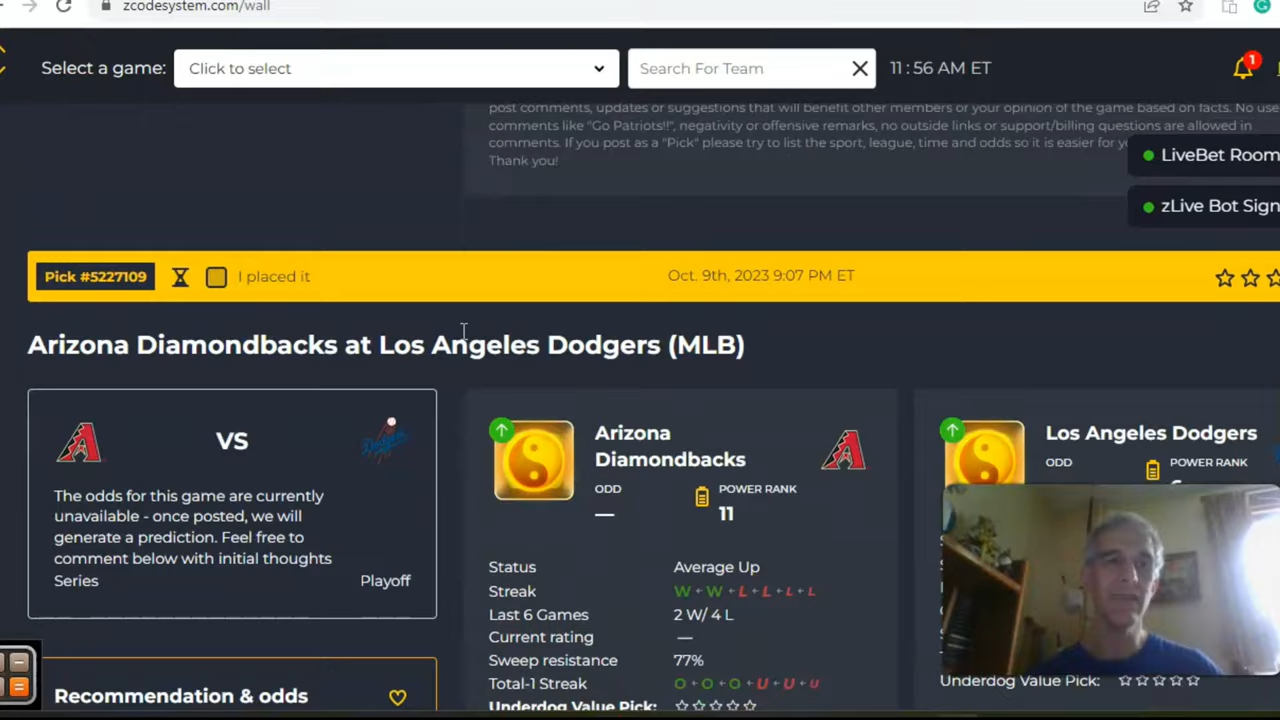 zcodesystem.com/wall
Select a game: Click to select Search For Team 11 : 56 AM ET 1
post comments, updates or suggestions that will benefit other members or your opinion of the game based on facts. No use
comments like "Go Patriots!!", negativity or offensive remarks, no outside links or support/billing questions are allowed in
comments. If you post as a "Pick" please try to list the sport, league, time and odds so it is easier for
Thank you!
LiveBet Room
zLive Bot Sign
Pick #5227109 I placed it Oct. 9th, 2023 9:07 PM ET
Arizona Diamondbacks at Los Angeles Dodgers (MLB)
VS
The odds for this game are currently
unavailable - once posted, we will
generate a prediction. Feel free to
comment below with initial thoughts
Series Playoff
Recommendation & odds
Arizona
Diamondbacks
ODD POWER RANK
— 11
Status Average Up
Streak W - W - L - L - L - L
Last 6 Games 2 W/ 4 L
Current rating —
Sweep resistance 77%
Total-1 Streak O - O - O - U - U - U
Underdog Value Pick:
Los Angeles Dodgers
ODD POWER RANK
Underdog Value Pick: